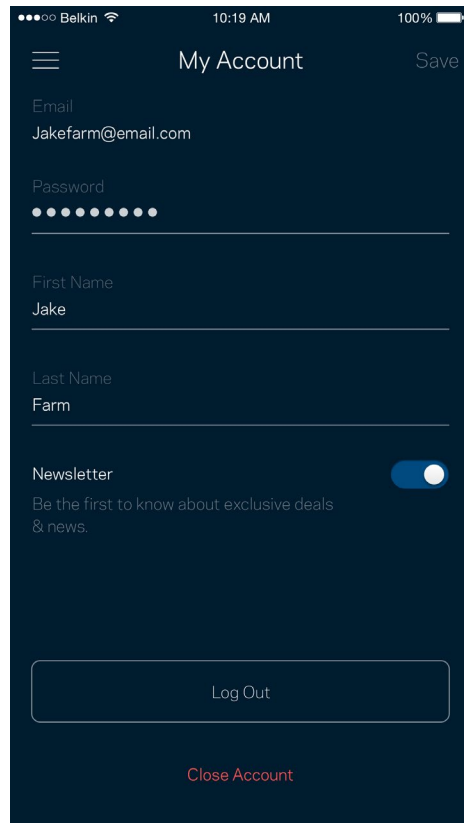 Belkin 10:19 AM 100%
My Account Save
Email
Jakefarm@email.com
Password
First Name
Jake
Last Name
Farm
Newsletter
Be the first to know about exclusive deals
& news.
Log Out
Close Account